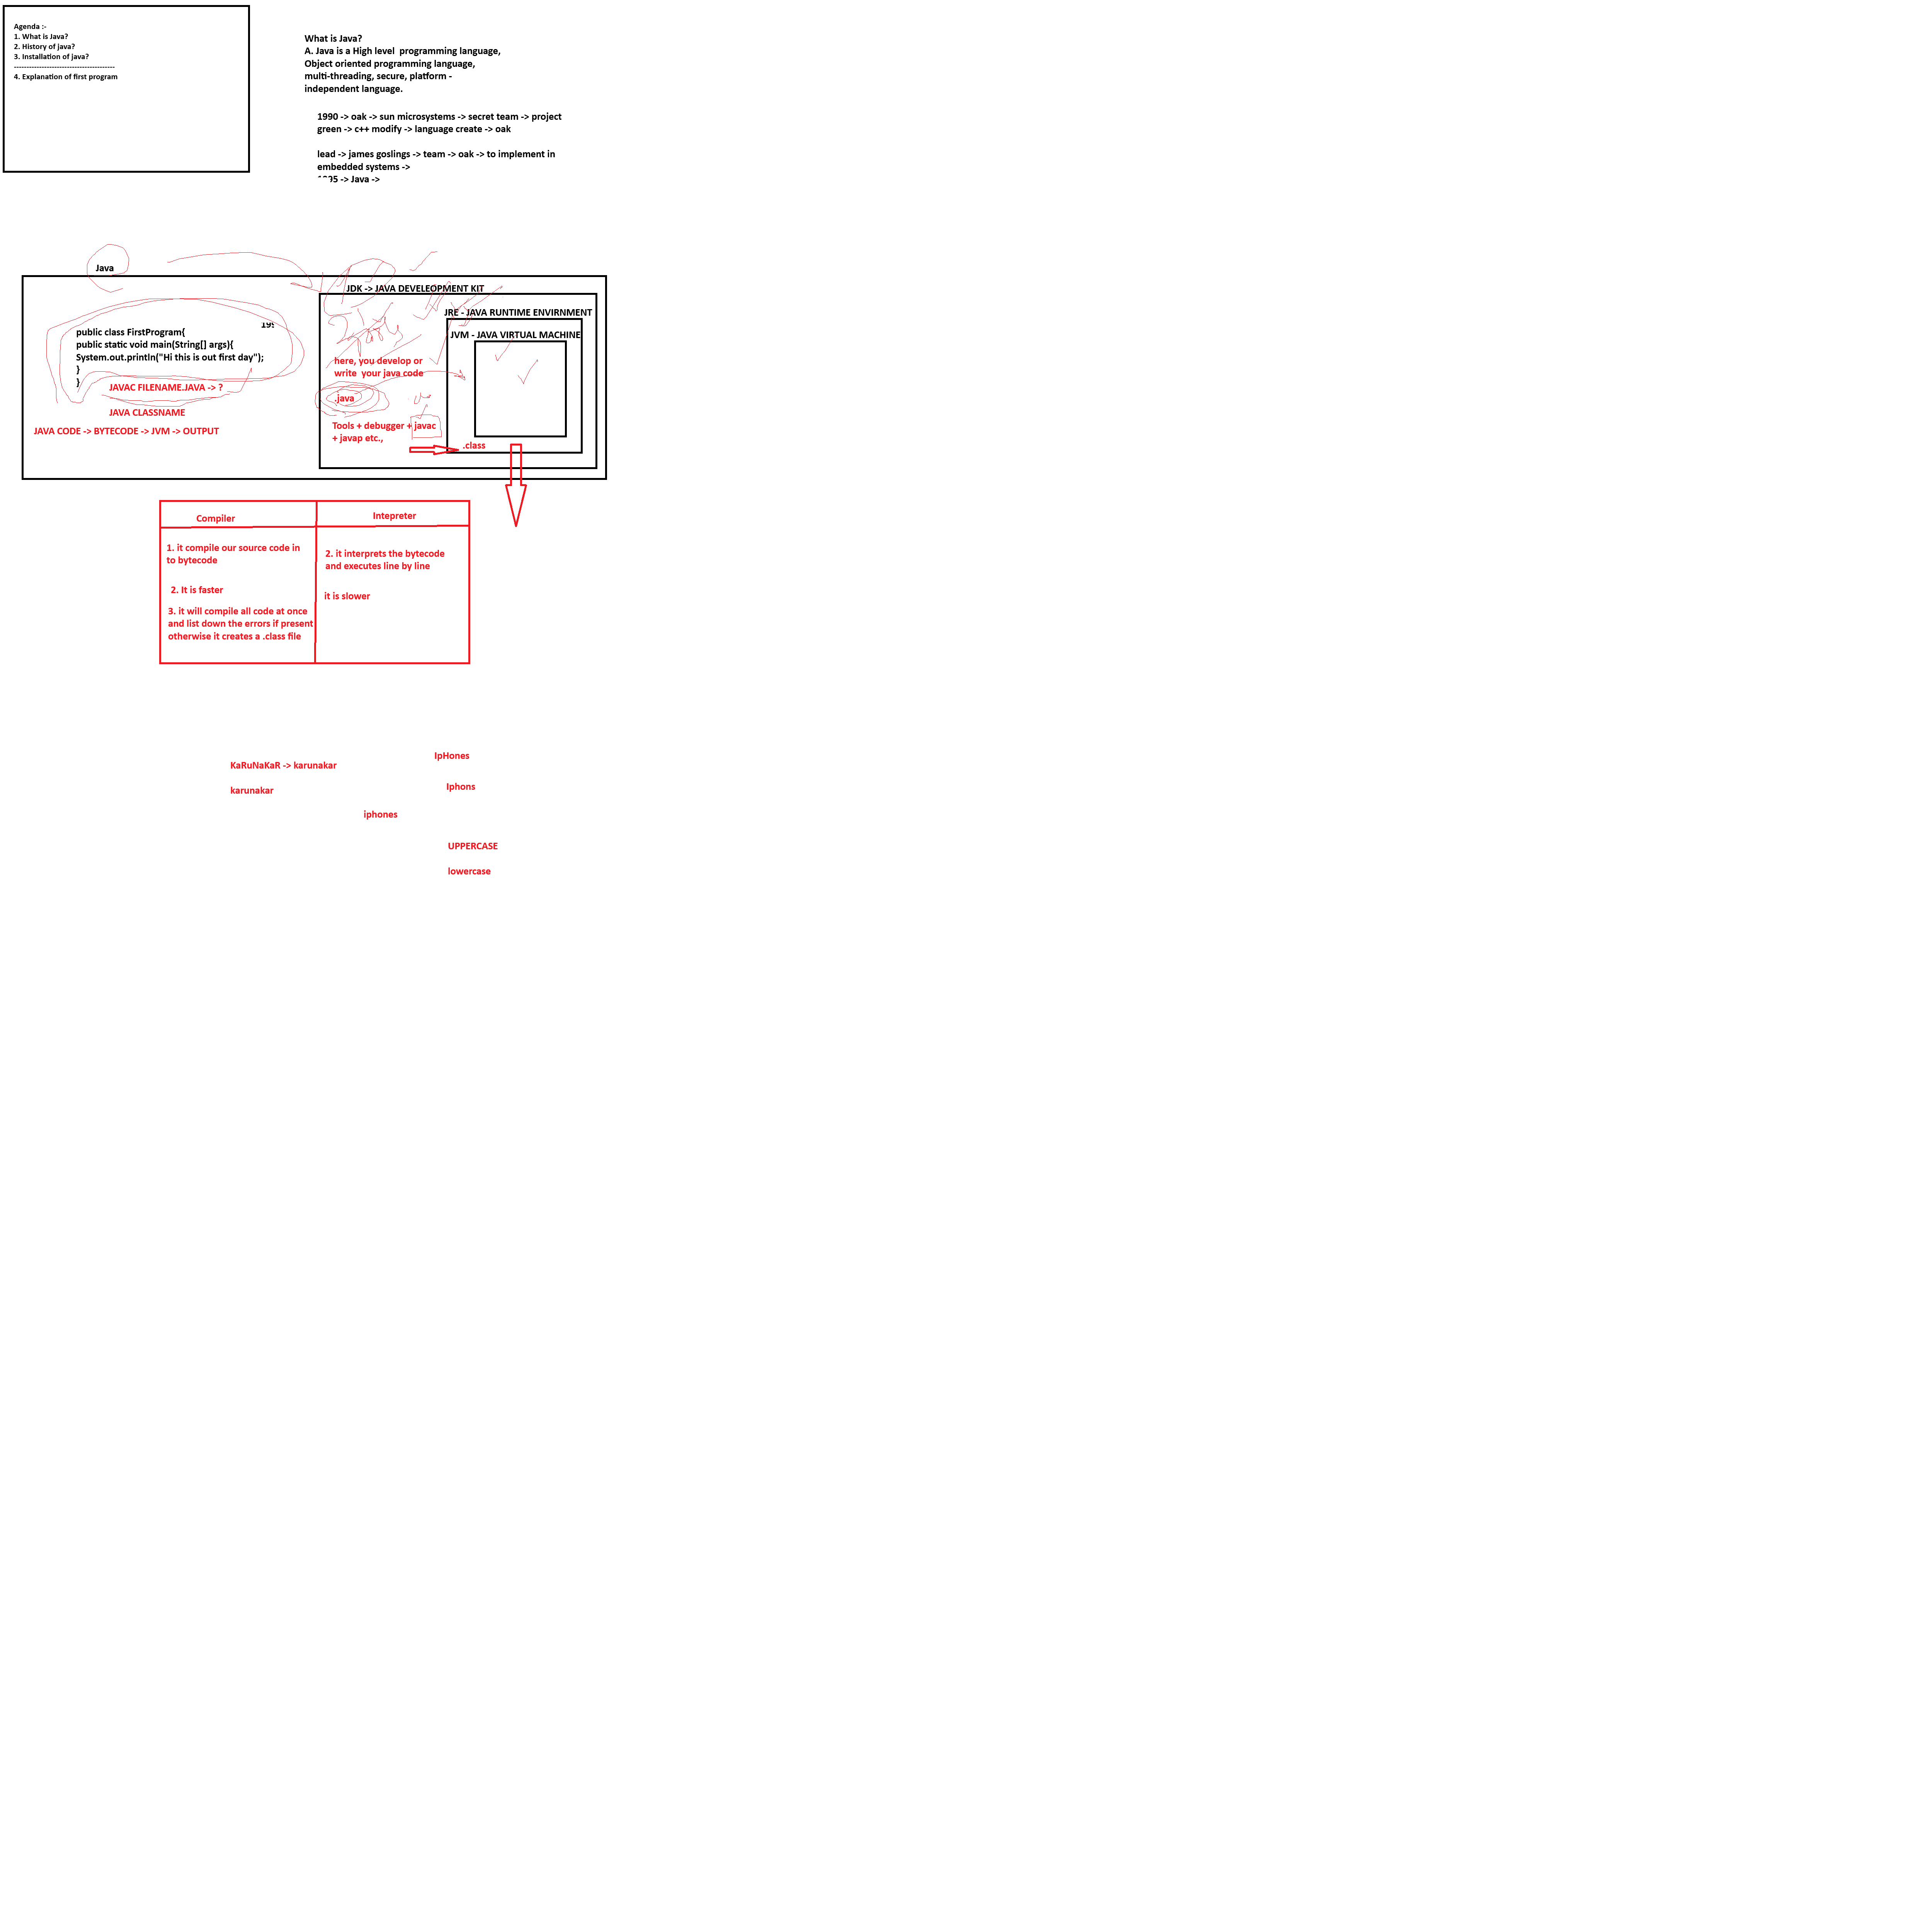 Agenda :-
1. What is Java?
2. History of java?
3. Installation of java?
----------------------------------------
4. Explanation of first program
What is Java?
A. Java is a High level  programming language,
Object oriented programming language,
multi-threading, secure, platform -
independent language.
1990 -> oak -> sun microsystems -> secret team -> project
green -> c++ modify -> language create -> oak
lead -> james goslings -> team -> oak -> to implement in
embedded systems ->
-> Java ->
Java
public class FirstProgram{
public static void main(String[] args){
System.out.println("Hi this is out first day");
}
}
JAVAC FILENAME.JAVA -> ?
JAVA CLASSNAME
JAVA CODE -> BYTECODE -> JVM -> OUTPUT
JDK -> JAVA DEVELEOPMENT KIT
JRE - JAVA RUNTIME ENVIRNMENT
JVM - JAVA VIRTUAL MACHINE
here, you develop or
write  your java code
.java
Tools + debugger + javac
+ javap etc.,
.class
Compiler
1. it compile our source code in
to bytecode
2. It is faster
3. it will compile all code at once
and list down the errors if present
otherwise it creates a .class file
Intepreter
2. it interprets the bytecode
and executes line by line
it is slower
KaRuNaKaR -> karunakar
karunakar
IpHones
Iphons
iphones
UPPERCASE
lowercase